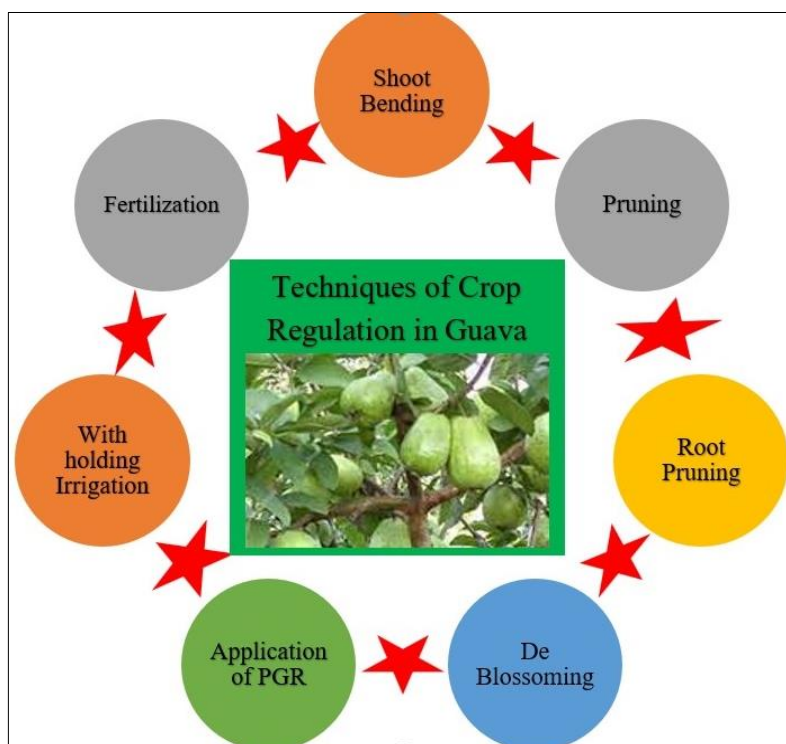 Shoot
Bending
Fertilization
Pruning
Techniques of Crop
Regulation in Guava
With
holding
Irrigation
Root
Pruning
Application
of PGR
De
Blossoming